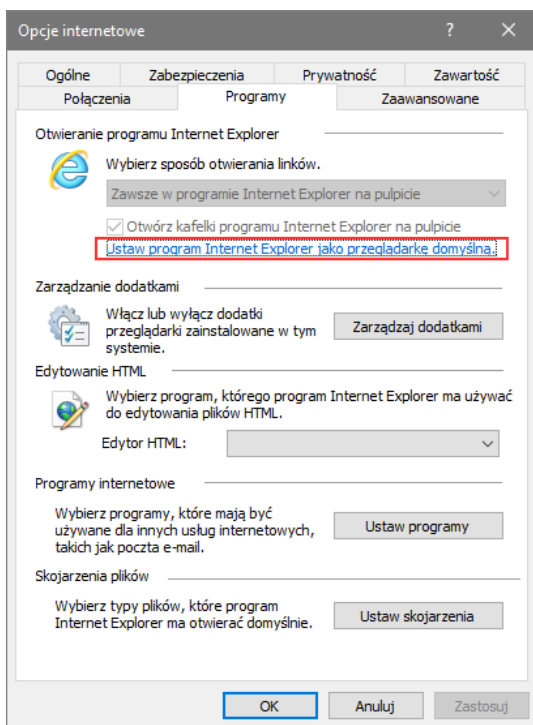 Opcje internetowe
Ogólne Zabezpieczenia Prywatność Zawartość
Połączenia Programy Zaawansowane
Otwieranie programu Internet Explorer
Wybierz sposób otwierania linków.
Zawsze w programie Internet Explorer na pulpicie
Otwórz kafelki programu Internet Explorer na pulpicie
Ustaw program Internet Explorer jako przeglądarkę domyślną.
Zarządzanie dodatkami
Włącz lub wyłącz dodatki
przeglądarki zainstalowane w tym
systemie.
Zarządzaj dodatkami
Edytowanie HTML
Wybierz program, którego program Internet Explorer ma używać
do edytowania plików HTML.
Edytor HTML:
Programy internetowe
Wybierz programy, które mają być
używane dla innych usług internetowych,
takich jak poczta e-mail.
Ustaw programy
Skojarzenia plików
Wybierz typy plików, które program
Internet Explorer ma otwierać domyślnie.
Ustaw skojarzenia
OK Anuluj Zastosuj